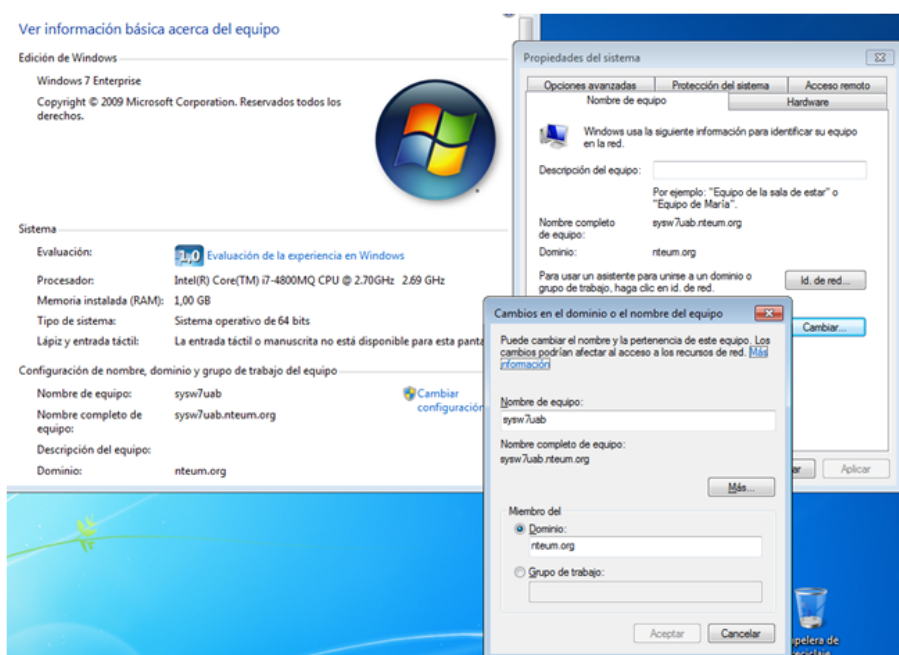 Ver información básica acerca del equipo
Edición de Windows
Windows 7 Enterprise
Copyright © 2009 Microsoft Corporation. Reservados todos los
derechos.
Sistema
Evaluación:
1,0 Evaluación de la experiencia en Windows
Procesador:
Intel(R) Core(TM) i7-4800MQ CPU @ 2.70GHz 2.69 GHz
Memoria instalada (RAM):
1,00 GB
Tipo de sistema:
Sistema operativo de 64 bits
Lápiz y entrada táctil:
La entrada táctil o manuscrita no está disponible para esta panta
Configuración de nombre, dominio y grupo de trabajo del equipo
Nombre de equipo:
sysw7uab
Cambiar
configuración
Nombre completo de
equipo:
sysw7uab.nteum.org
Descripción del equipo:
Dominio:
nteum.org
Propiedades del sistema
Opciones avanzadas
Protección del sistema
Acceso remoto
Nombre de equipo
Hardware
Windows usa la siguiente información para identificar su equipo
en la red.
Descripción del equipo:
Por ejemplo: "Equipo de la sala de estar" o
"Equipo de María".
Nombre completo
de equipo:
sysw7uab.nteum.org
Dominio:
nteum.org
Para usar un asistente para unirse a un dominio o
grupo de trabajo, haga clic en id. de red.
Id. de red...
Cambiar...
ar
Aplicar
Cambios en el dominio o el nombre del equipo
Puede cambiar el nombre y la pertenencia de este equipo. Los
cambios podrían afectar al acceso a los recursos de red. Más
información
Nombre de equipo:
sysw7uab
Nombre completo de equipo:
sysw7uab.nteum.org
Más...
Miembro del
Dominio:
nteum.org
Grupo de trabajo:
Aceptar
Cancelar
apelera de
reciclaje